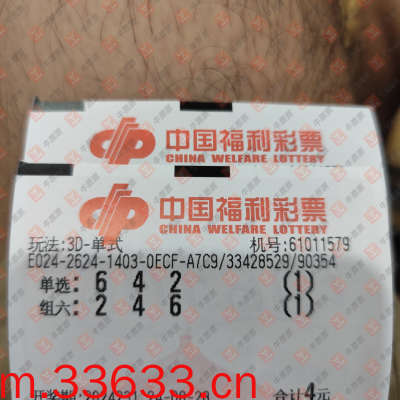 中国福利彩票
CHINA WELFARE LOTTERY
中国福利彩票
CHINA WELFARE LOTTERY
玩法:3D-单式 机号:61011579
E024-2624-1403-0ECF-A7C9/33428529/90354
单选: 6 4 2 (1)
组六: 2 4 6 (1)
合计4元
m.33633.cn